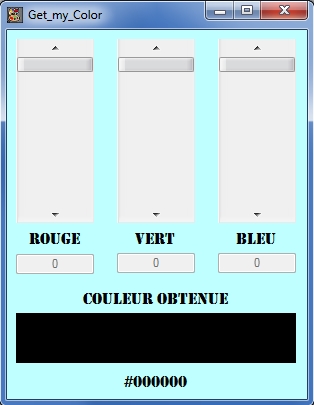 Get_my_Color
ROUGE VERT BLEU
0 0 0
COULEUR OBTENUE
#000000